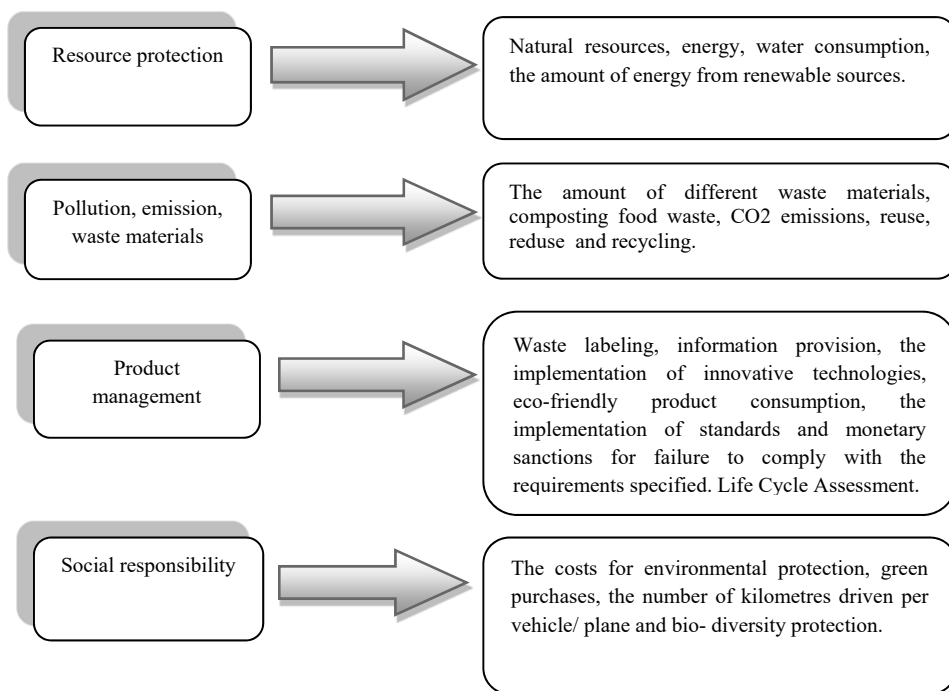 Resource protection
Natural resources, energy, water consumption,
the amount of energy from renewable sources.
Pollution, emission,
waste materials
The amount of different waste materials,
composting food waste, CO2 emissions, reuse,
reduse and recycling.
Product
management
Waste labeling, information provision, the
implementation of innovative technologies,
eco-friendly product consumption, the
implementation of standards and monetary
sanctions for failure to comply with the
requirements specified. Life Cycle Assessment.
Social responsibility
The costs for environmental protection, green
purchases, the number of kilometres driven per
vehicle/ plane and bio- diversity protection.